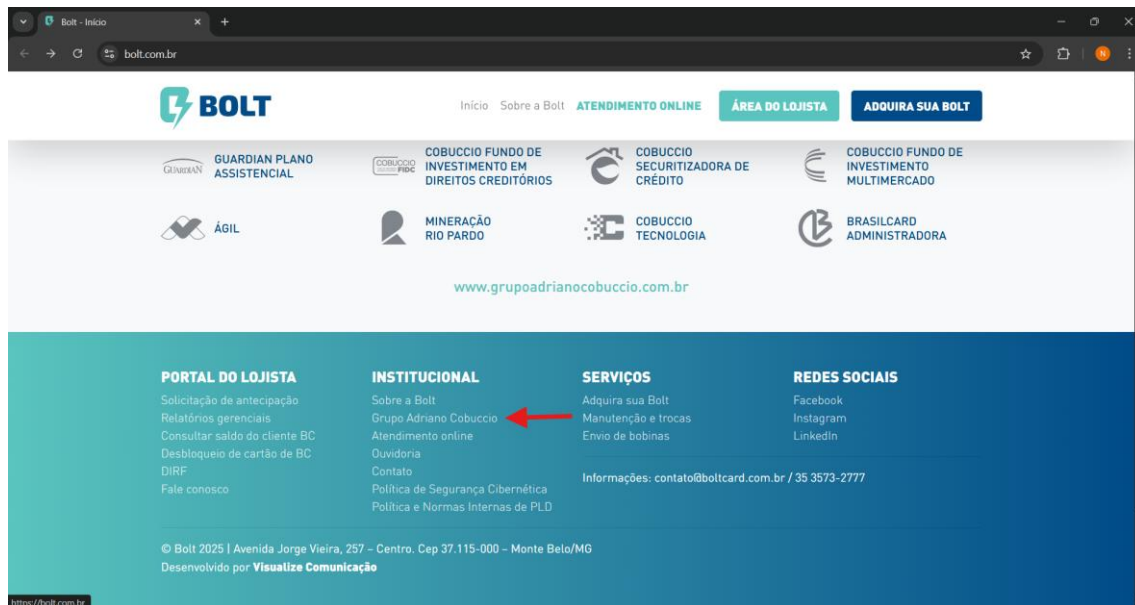 Bolt - Início
bolt.com.br
N
BOLT
Início Sobre a Bolt ATENDIMENTO ONLINE ÁREA DO LOJISTA ADQUIRA SUA BOLT
GUARDIAN
GUARDIAN PLANO
ASSISTENCIAL
COBUCCIO
FIDC
COBUCCIO FUNDO DE
INVESTIMENTO EM
DIREITOS CREDITÓRIOS
COBUCCIO
SECURITIZADORA DE
CRÉDITO
COBUCCIO FUNDO DE
INVESTIMENTO
MULTIMERCADO
ÁGIL
MINERAÇÃO
RIO PARDO
COBUCCIO
TECNOLOGIA
BRASILCARD
ADMINISTRADORA
www.grupoadrianocobuccio.com.br
PORTAL DO LOJISTA
Solicitação de antecipação
Relatórios gerenciais
Consultar saldo do cliente BC
Desbloqueio de cartão de BC
DIRF
Fale conosco
INSTITUCIONAL
Sobre a Bolt
Grupo Adriano Cobuccio
Atendimento online
Ouvidoria
Contato
Política de Segurança Cibernética
Política e Normas Internas de PLD
SERVIÇOS
Adquira sua Bolt
Manutenção e trocas
Envio de bobinas
REDES SOCIAIS
Facebook
Instagram
LinkedIn
Informações: contato@boltcard.com.br / 35 3573-2777
© Bolt 2025 | Avenida Jorge Vieira, 257 – Centro. Cep 37.115-000 – Monte Belo/MG
Desenvolvido por Visualize Comunicação
https://bolt.com.br